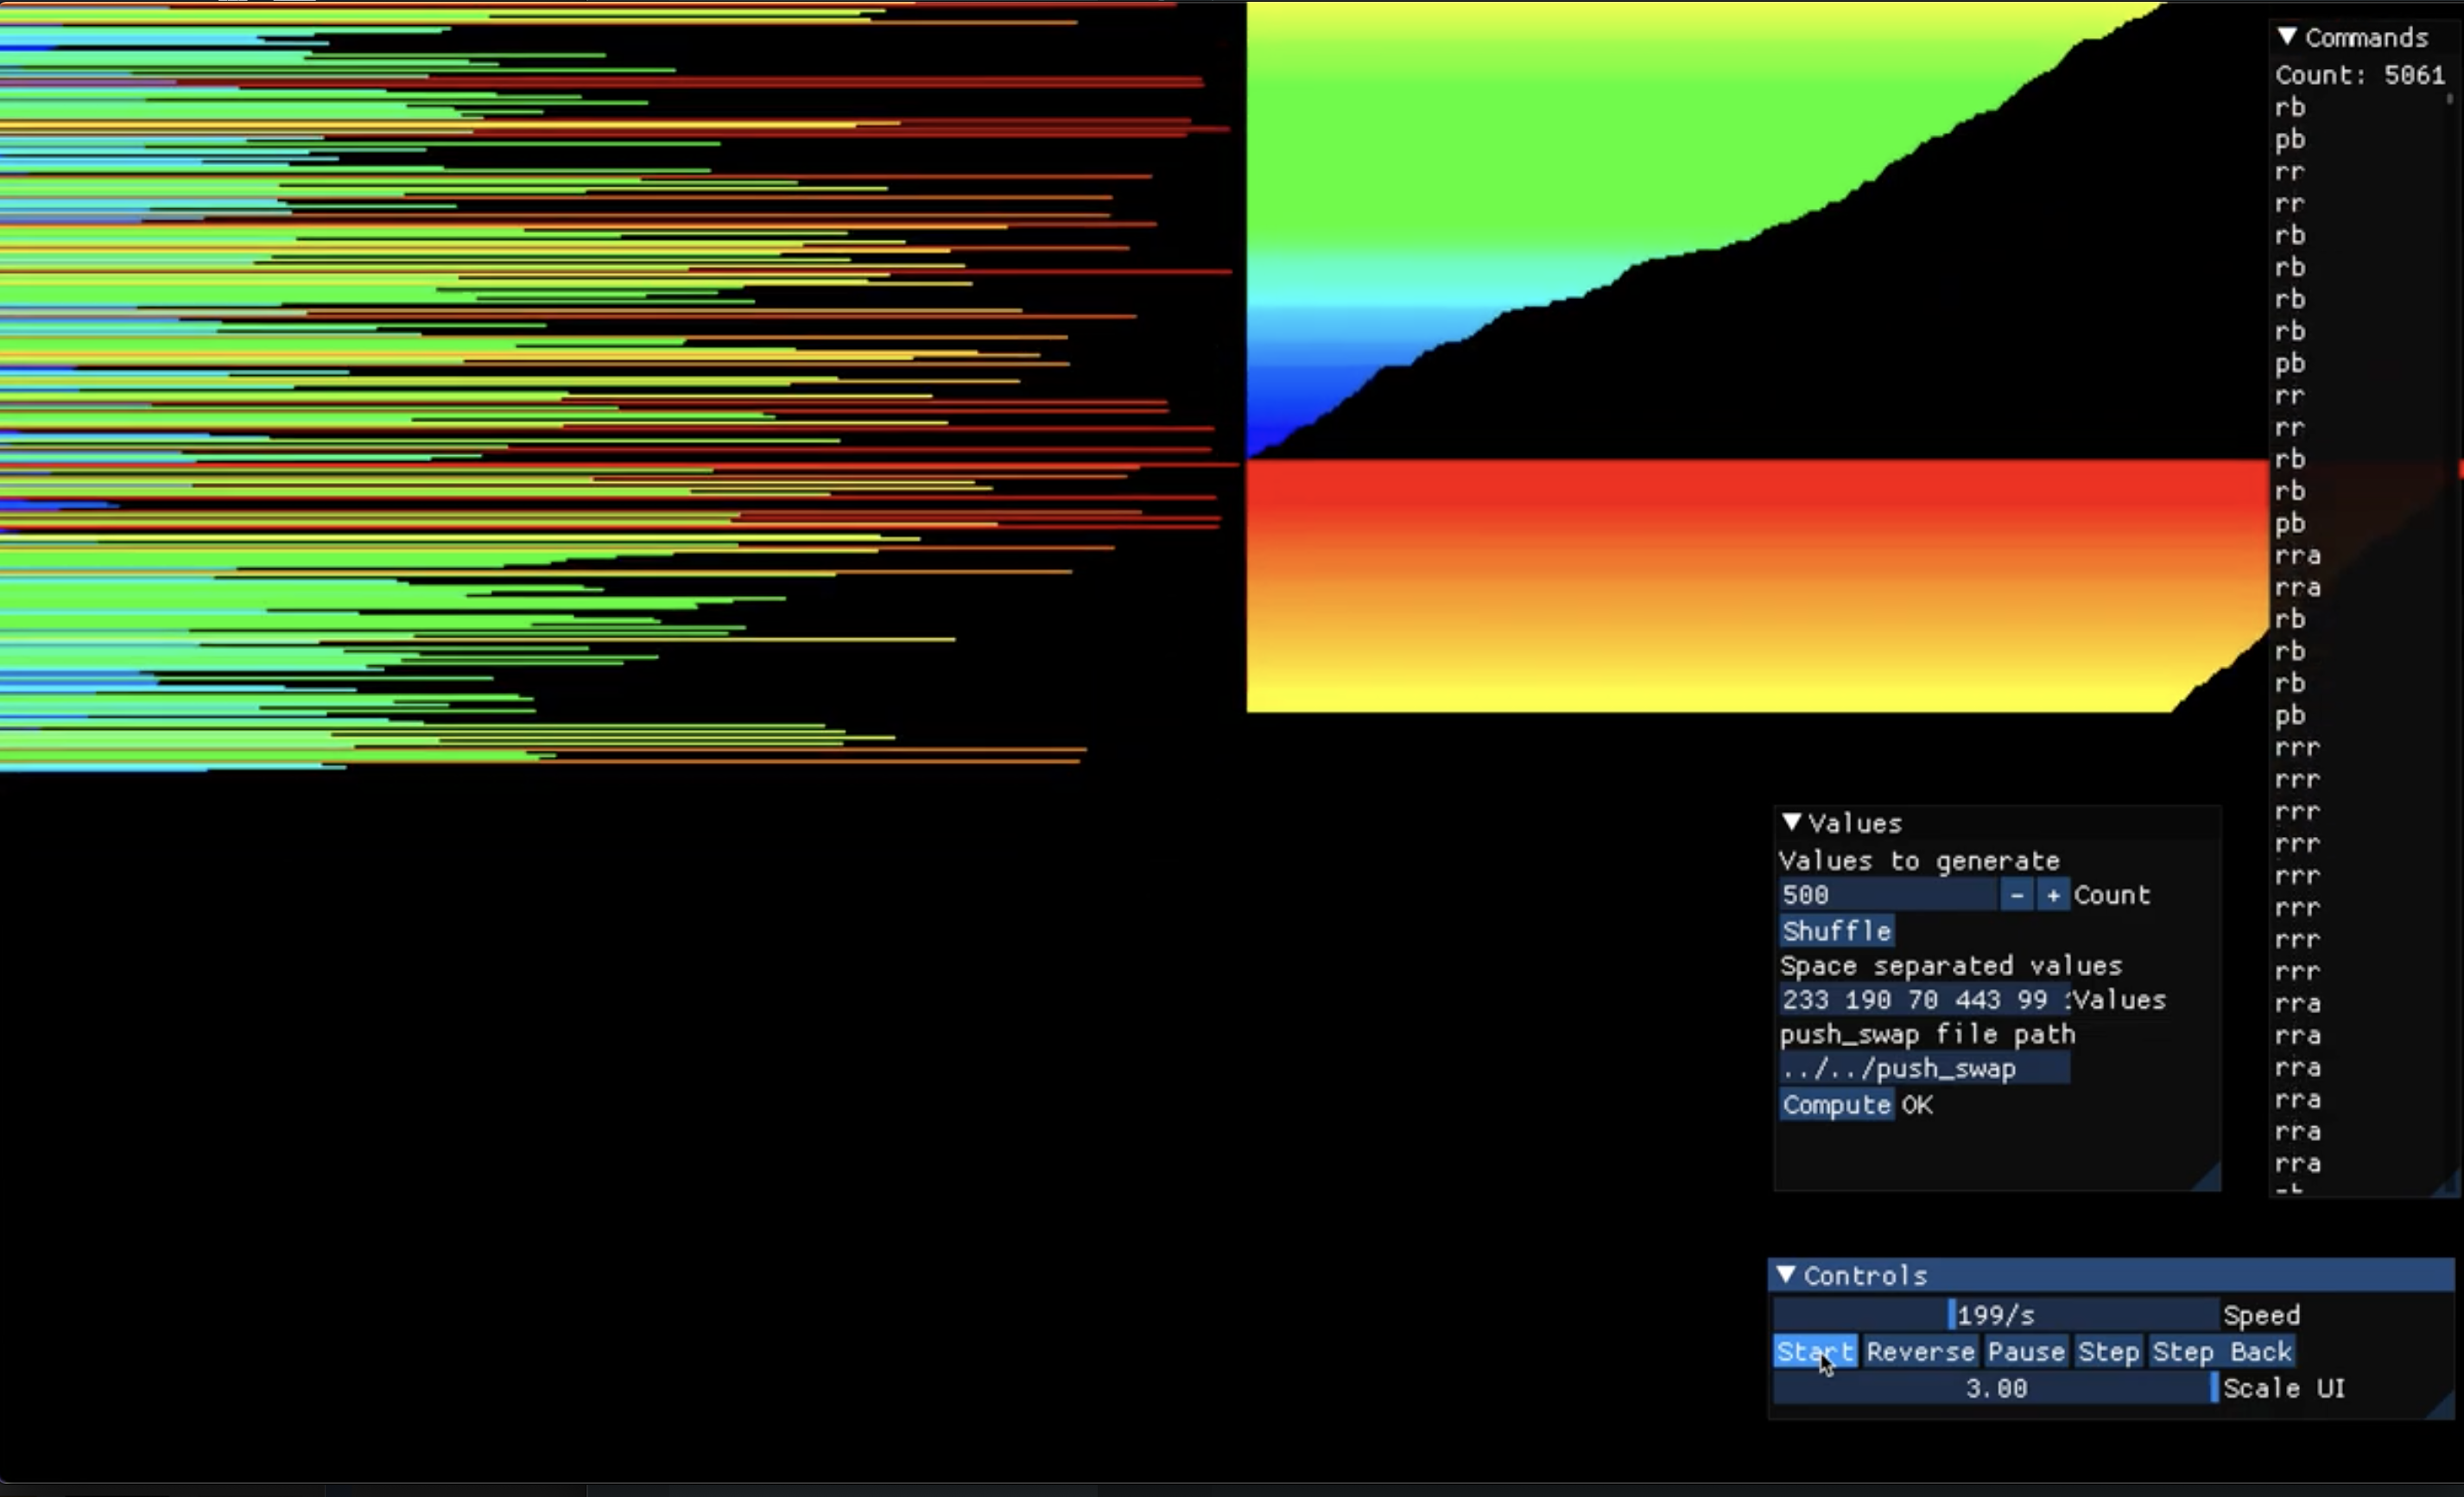 Commands
Count: 5061
rb
pb
rr
rr
rb
rb
rb
rb
pb
rr
rr
rb
rb
pb
rra
rra
rb
rb
rb
pb
rrr
rrr
rrr
rrr
rrr
rrr
rrr
rrr
rra
rra
rra
rra
rra
rra
Values
Values to generate
500 - + Count
Shuffle
Space separated values
233 190 70 443 99 Values
push_swap file path
../../push_swap
Compute OK
Controls
199/s Speed
Start Reverse Pause Step Step Back
3.00 Scale UI